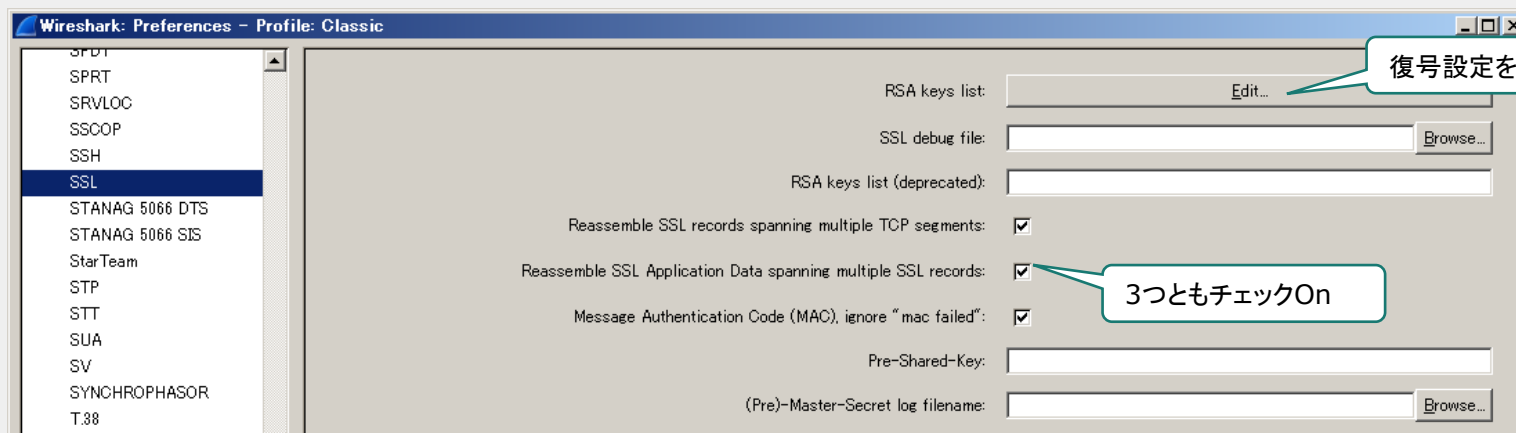 Wireshark: Preferences - Profile: Classic
SPRT
SRVLOC
SSCOP
SSH
SSL
STANAG 5066 DTS
STANAG 5066 SIS
StarTeam
STP
STT
SUA
SV
SYNCHROPHASOR
T.38
RSA keys list: Edit...
復号設定を
SSL debug file: Browse...
RSA keys list (deprecated):
Reassemble SSL records spanning multiple TCP segments:
Reassemble SSL Application Data spanning multiple SSL records:
3つともチェックOn
Message Authentication Code (MAC), ignore "mac failed":
Pre-Shared-Key:
(Pre)-Master-Secret log filename: Browse...